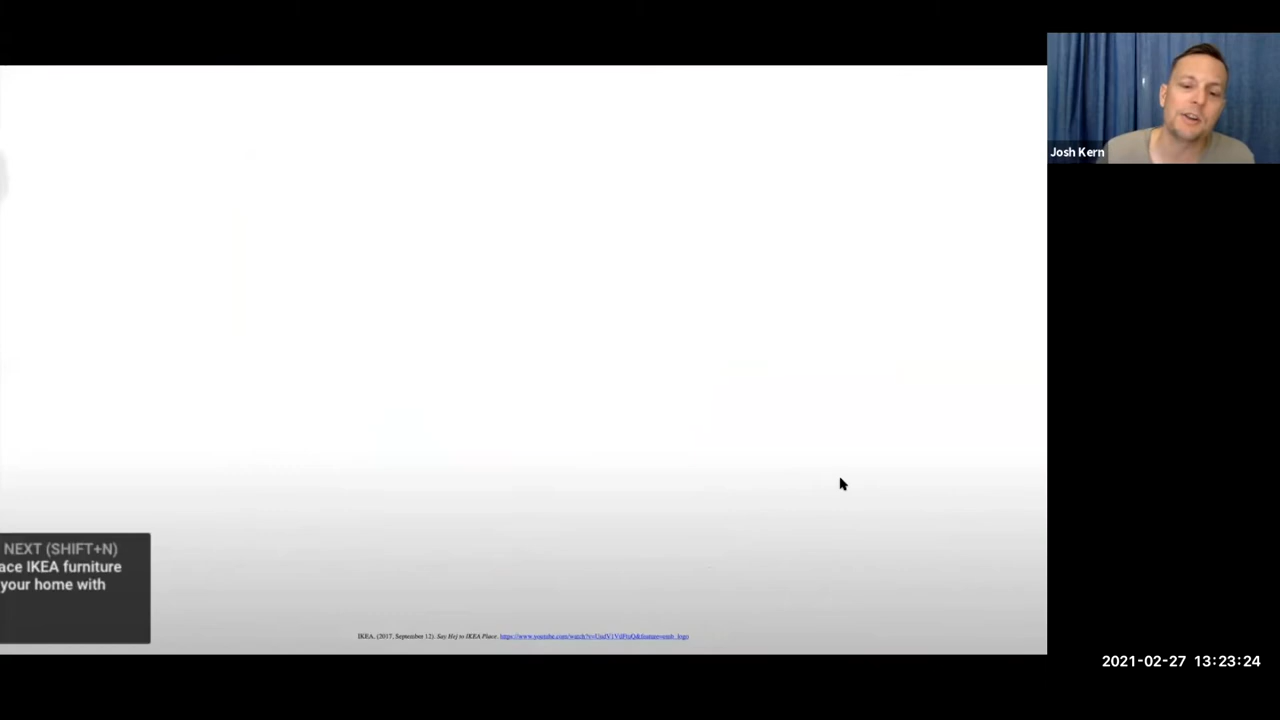 Josh Kern
NEXT (SHIFT+N)
ace IKEA furniture
your home with
IKEA. (2017, September 12). Say Hej to IKEA Place.
2021-02-27 13:23:24